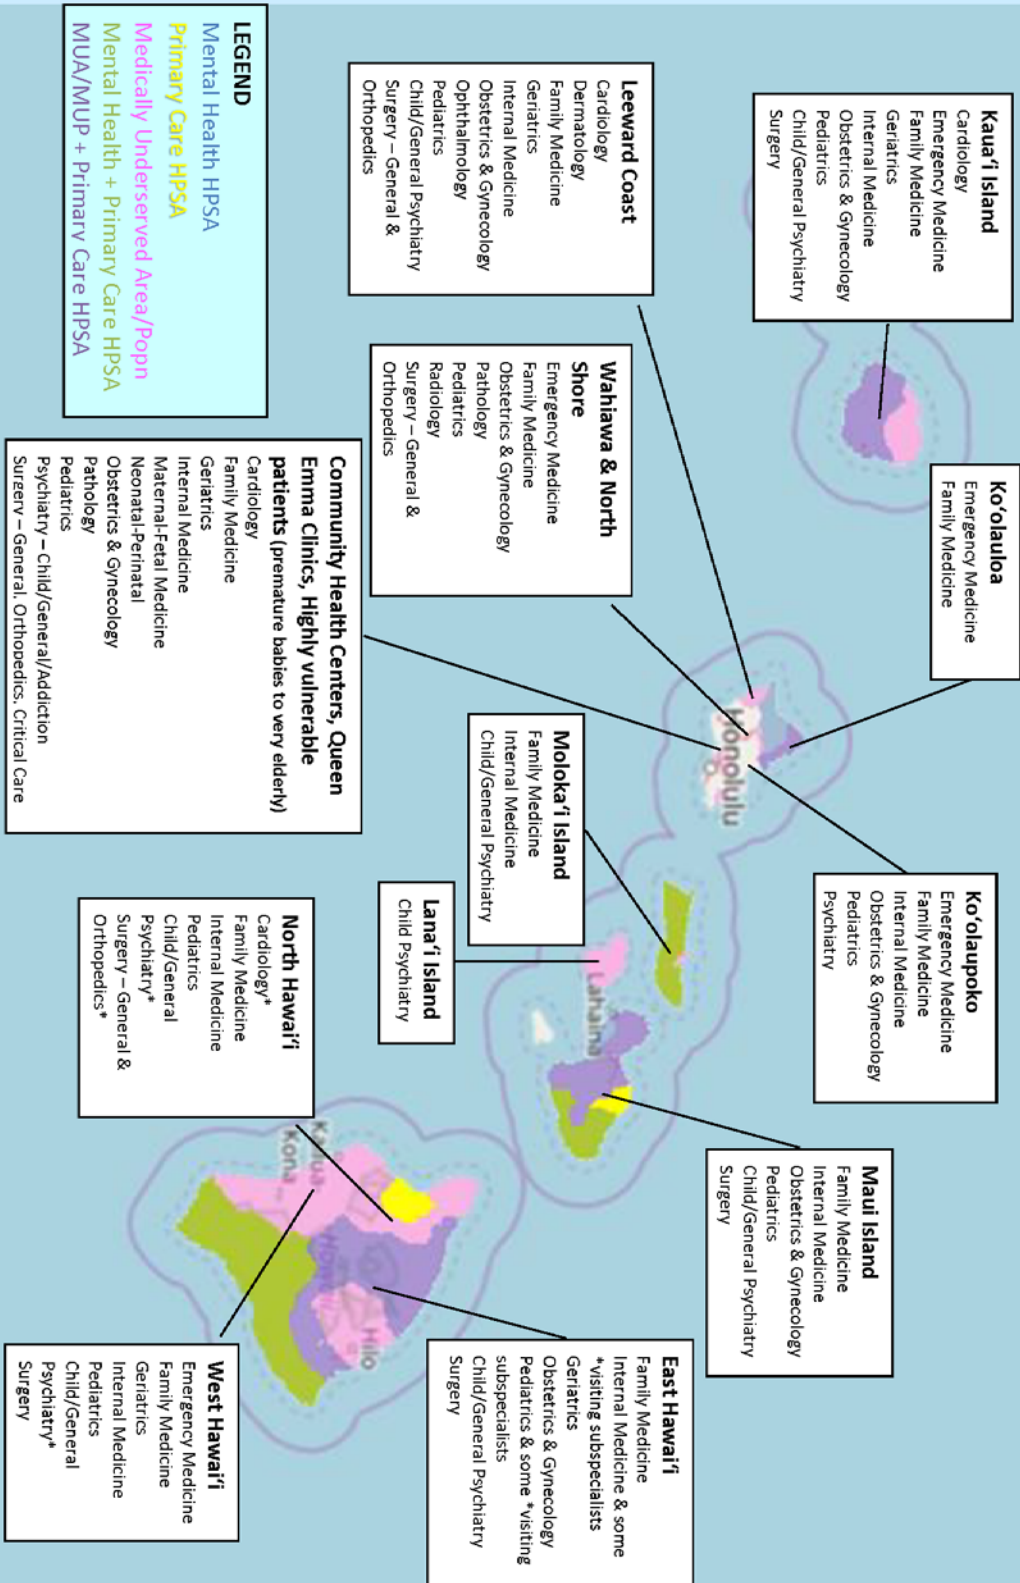 Kaua‘i Island
Cardiology
Emergency Medicine
Family Medicine
Geriatrics
Internal Medicine
Obstetrics & Gynecology
Pediatrics
Child/General Psychiatry
Surgery
Ko‘olauloa
Emergency Medicine
Family Medicine
Ko‘olaupoko
Emergency Medicine
Family Medicine
Internal Medicine
Obstetrics & Gynecology
Pediatrics
Psychiatry
Maui Island
Family Medicine
Internal Medicine
Obstetrics & Gynecology
Pediatrics
Child/General Psychiatry
Surgery
Leeward Coast
Cardiology
Dermatology
Family Medicine
Geriatrics
Internal Medicine
Obstetrics & Gynecology
Ophthalmology
Pediatrics
Child/General Psychiatry
Surgery – General &
Orthopedics
Wahiawa & North
Shore
Emergency Medicine
Family Medicine
Obstetrics & Gynecology
Pathology
Pediatrics
Radiology
Surgery – General &
Orthopedics
Honolulu
Moloka‘i Island
Family Medicine
Internal Medicine
Child/General Psychiatry
Lahaina
Lana‘i Island
Child Psychiatry
East Hawai‘i
Family Medicine
Internal Medicine & some
*visiting subspecialists
Geriatrics
Obstetrics & Gynecology
Pediatrics & some *visiting
subspecialists
Child/General Psychiatry
Surgery
Community Health Centers, Queen
Emma Clinics, Highly vulnerable
patients (premature babies to very elderly)
Cardiology
Family Medicine
Geriatrics
Internal Medicine
Maternal-Fetal Medicine
Neonatal-Perinatal
Obstetrics & Gynecology
Pathology
Pediatrics
Psychiatry – Child/General/Addiction
Surgery – General, Orthopedics, Critical Care
North Hawai‘i
Cardiology*
Family Medicine
Internal Medicine
Pediatrics
Child/General
Psychiatry*
Surgery – General &
Orthopedics*
Kailua
Kona
Hawaii
Hilo
West Hawai‘i
Emergency Medicine
Family Medicine
Geriatrics
Internal Medicine
Pediatrics
Child/General
Psychiatry*
Surgery
LEGEND
Mental Health HPSA
Primary Care HPSA
Medically Underserved Area/Popn
Mental Health + Primary Care HPSA
MUA/MUP + Primary Care HPSA